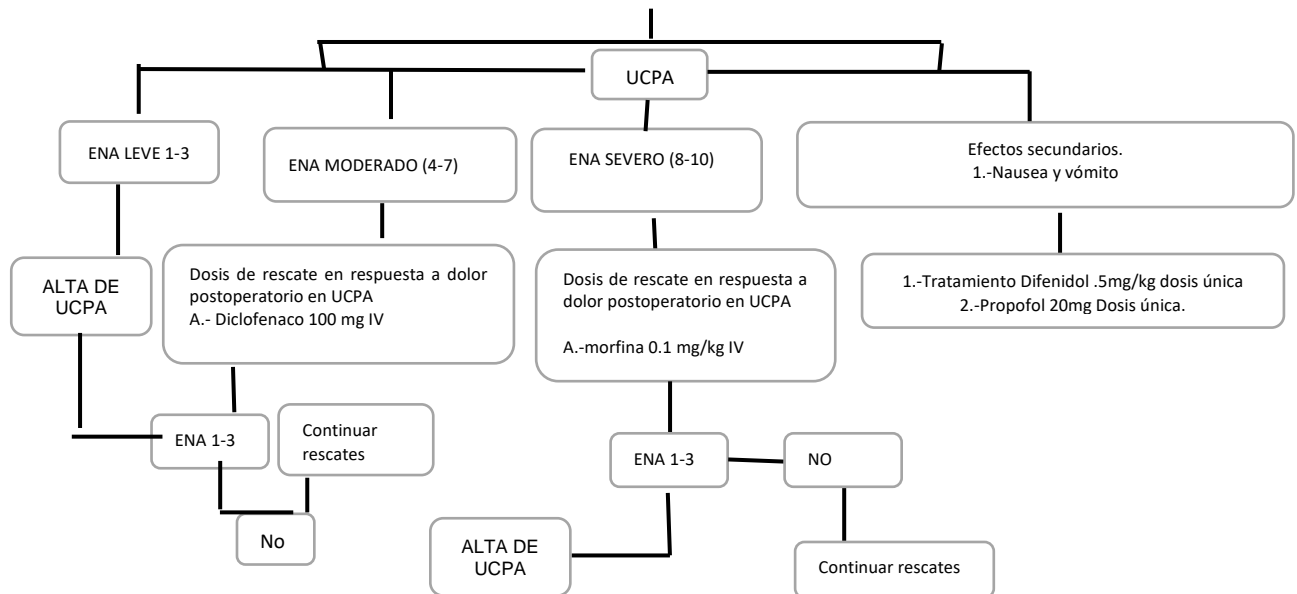 UCPA
ENA LEVE 1-3
ENA MODERADO (4-7)
ENA SEVERO (8-10)
Efectos secundarios.
1.-Nausea y vómito
ALTA DE
UCPA
Dosis de rescate en respuesta a dolor
postoperatorio en UCPA
A.- Diclofenaco 100 mg IV
Dosis de rescate en respuesta a
dolor postoperatorio en UCPA
A.-morfina 0.1 mg/kg IV
1.-Tratamiento Difenidol .5mg/kg dosis única
2.-Propofol 20mg Dosis única.
ENA 1-3
Continuar
rescates
No
ENA 1-3
NO
ALTA DE
UCPA
Continuar rescates